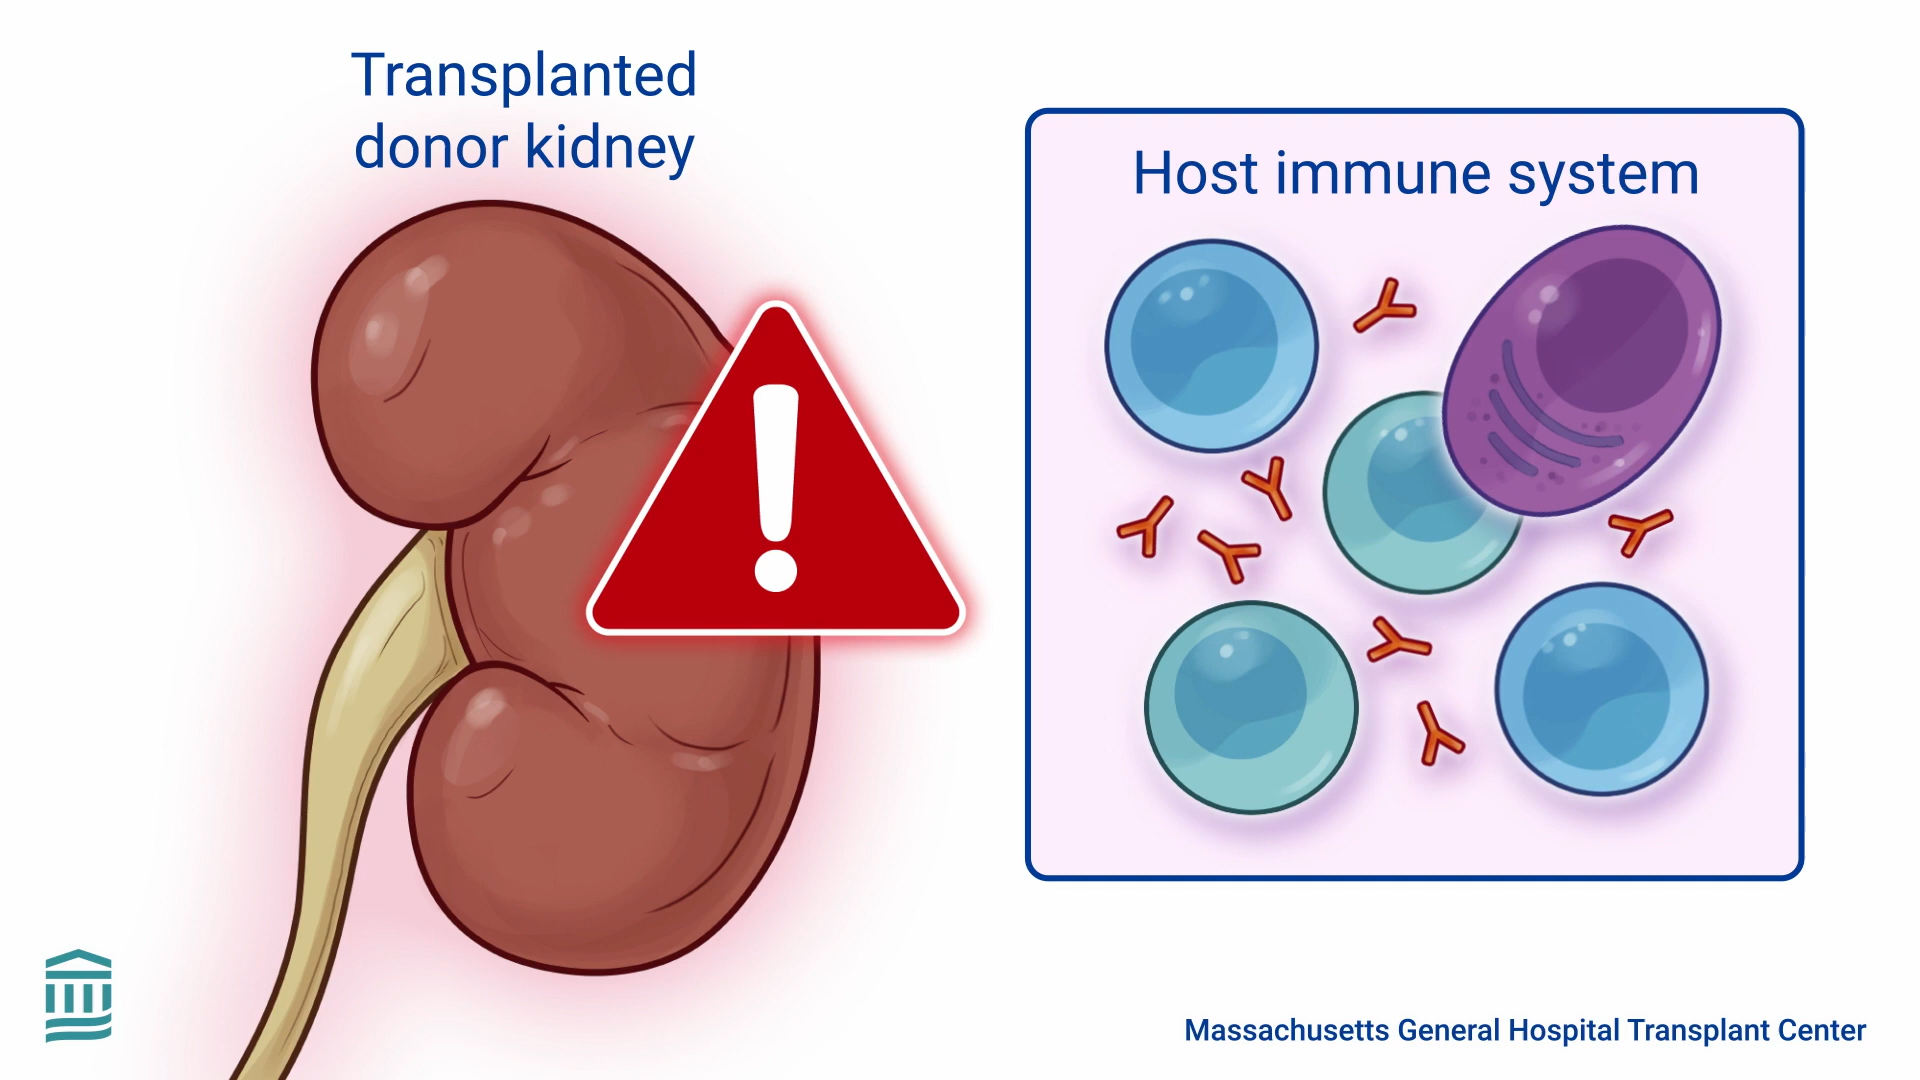 Transplanted
donor kidney
Host immune system
Massachusetts General Hospital Transplant Center